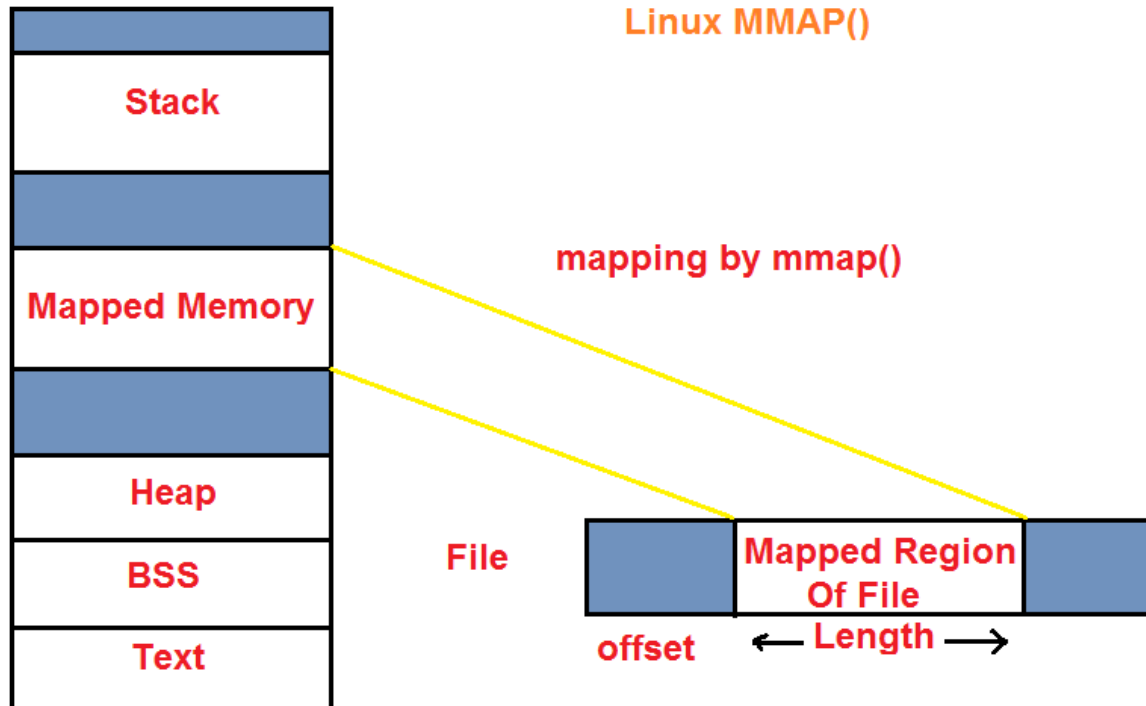 Linux MMAP()
Stack
mapping by mmap()
Mapped Memory
Heap
BSS
Text
File
Mapped Region
Of File
offset
Length